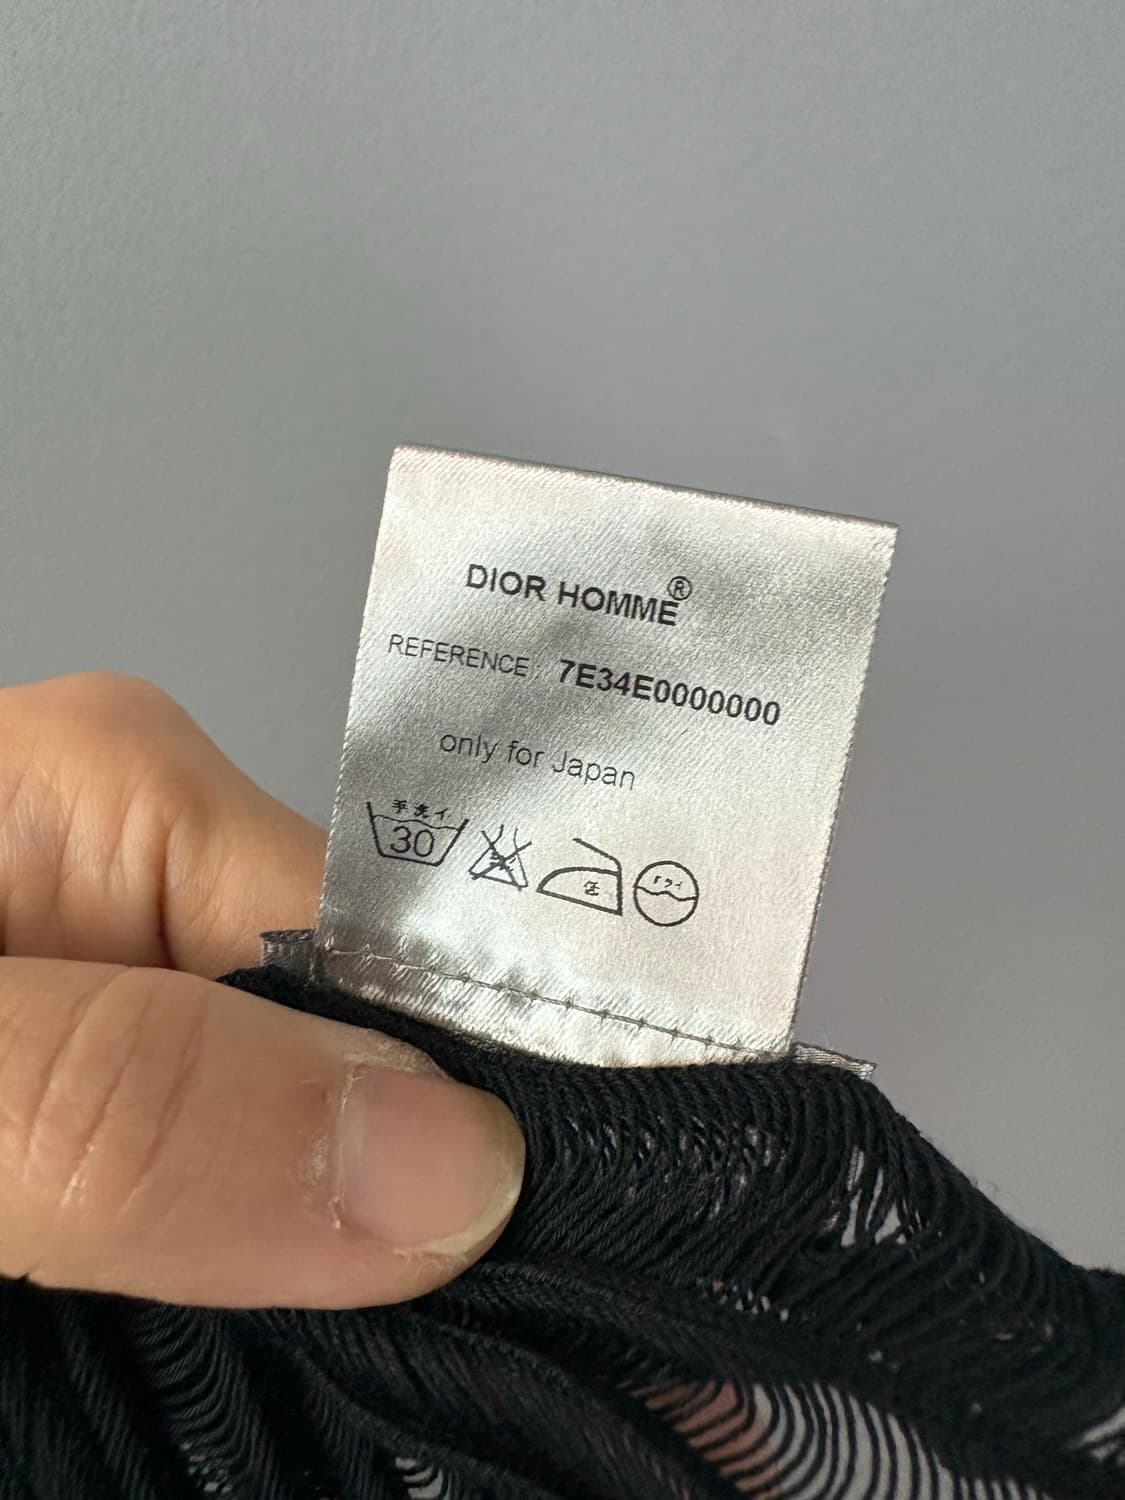 DIOR HOMME®
REFERENCE: 7E34E0000000
only for Japan
手洗イ
30
ドライ